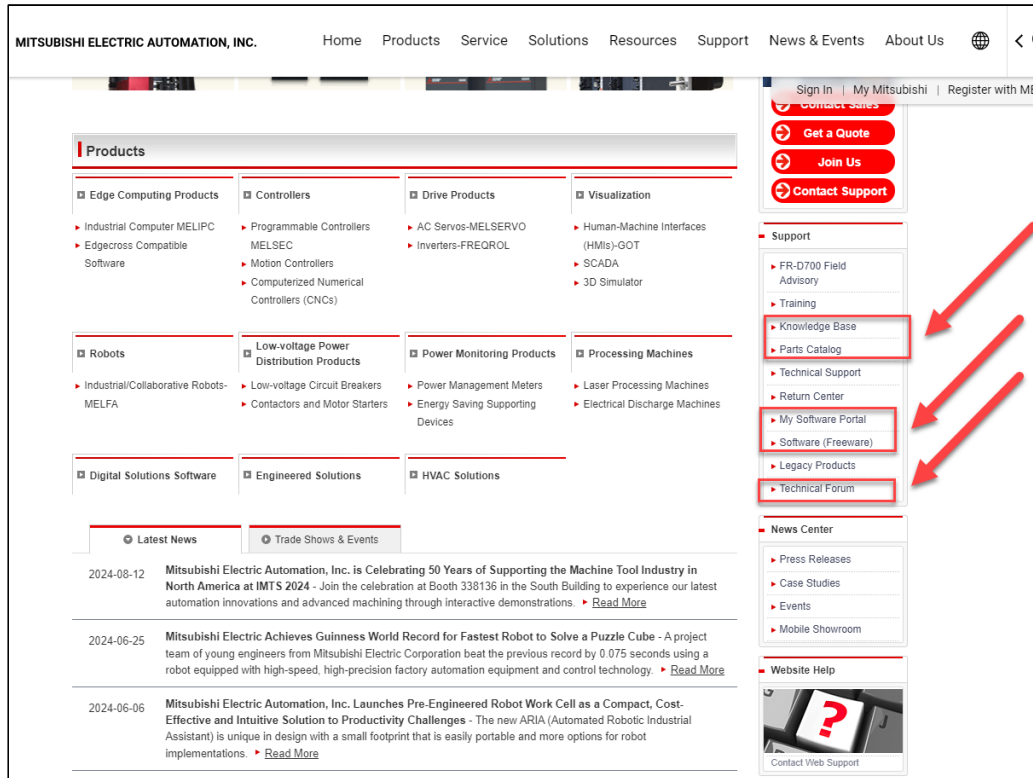 MITSUBISHI ELECTRIC AUTOMATION, INC.
Home Products Service Solutions Resources Support News & Events About Us
Sign In | My Mitsubishi | Register with ME
Contact Sales
Get a Quote
Join Us
Contact Support
Products
Edge Computing Products
Industrial Computer MELIPC
Edgecross Compatible
Software
Controllers
Programmable Controllers
MELSEC
Motion Controllers
Computerized Numerical
Controllers (CNCs)
Drive Products
AC Servos-MELSERVO
Inverters-FREQROL
Visualization
Human-Machine Interfaces
(HMIs)-GOT
SCADA
3D Simulator
Robots
Industrial/Collaborative Robots-
MELFA
Low-voltage Power
Distribution Products
Low-voltage Circuit Breakers
Contactors and Motor Starters
Power Monitoring Products
Power Management Meters
Energy Saving Supporting
Devices
Processing Machines
Laser Processing Machines
Electrical Discharge Machines
Digital Solutions Software
Engineered Solutions
HVAC Solutions
Latest News
Trade Shows & Events
2024-08-12
Mitsubishi Electric Automation, Inc. is Celebrating 50 Years of Supporting the Machine Tool Industry in
North America at IMTS 2024 - Join the celebration at Booth 338136 in the South Building to experience our latest
automation innovations and advanced machining through interactive demonstrations. Read More
2024-06-25
Mitsubishi Electric Achieves Guinness World Record for Fastest Robot to Solve a Puzzle Cube - A project
team of young engineers from Mitsubishi Electric Corporation beat the previous record by 0.075 seconds using a
robot equipped with high-speed, high-precision factory automation equipment and control technology. Read More
2024-06-06
Mitsubishi Electric Automation, Inc. Launches Pre-Engineered Robot Work Cell as a Compact, Cost-
Effective and Intuitive Solution to Productivity Challenges - The new ARIA (Automated Robotic Industrial
Assistant) is unique in design with a small footprint that is easily portable and more options for robot
implementations. Read More
Support
FR-D700 Field
Advisory
Training
Knowledge Base
Parts Catalog
Technical Support
Return Center
My Software Portal
Software (Freeware)
Legacy Products
Technical Forum
News Center
Press Releases
Case Studies
Events
Mobile Showroom
Website Help
G
?
J
Contact Web Support